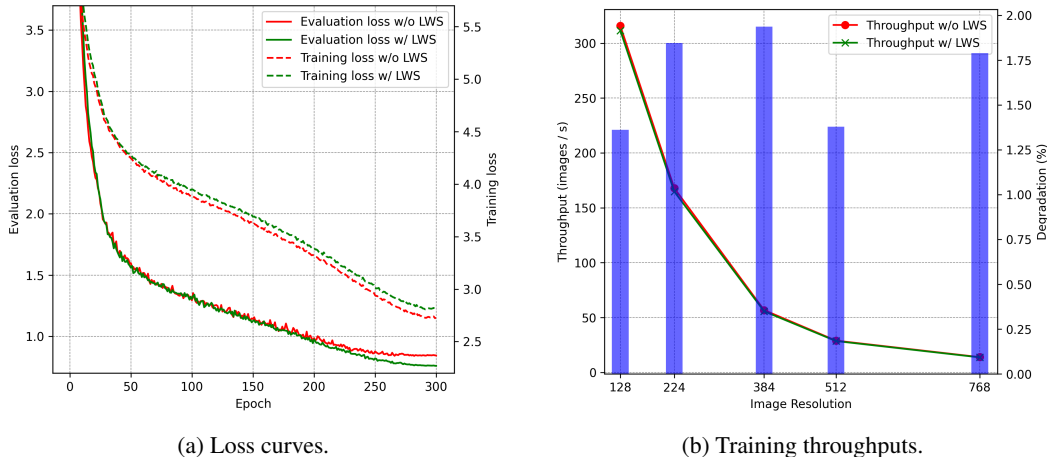 3.5
3.0
2.5
2.0
1.5
1.0
Evaluation loss
0
50
100
150
200
250
300
Epoch
5.5
5.0
4.5
4.0
3.5
3.0
2.5
Training loss
Evaluation loss w/o LWS
Evaluation loss w/ LWS
Training loss w/o LWS
Training loss w/ LWS
(a) Loss curves.
300
250
200
150
100
50
0
Throughput (images / s)
128
224
384
512
768
Image Resolution
2.00
1.75
1.50
1.25
1.00
0.75
0.50
0.25
0.00
Degradation (%)
Throughput w/o LWS
Throughput w/ LWS
(b) Training throughputs.